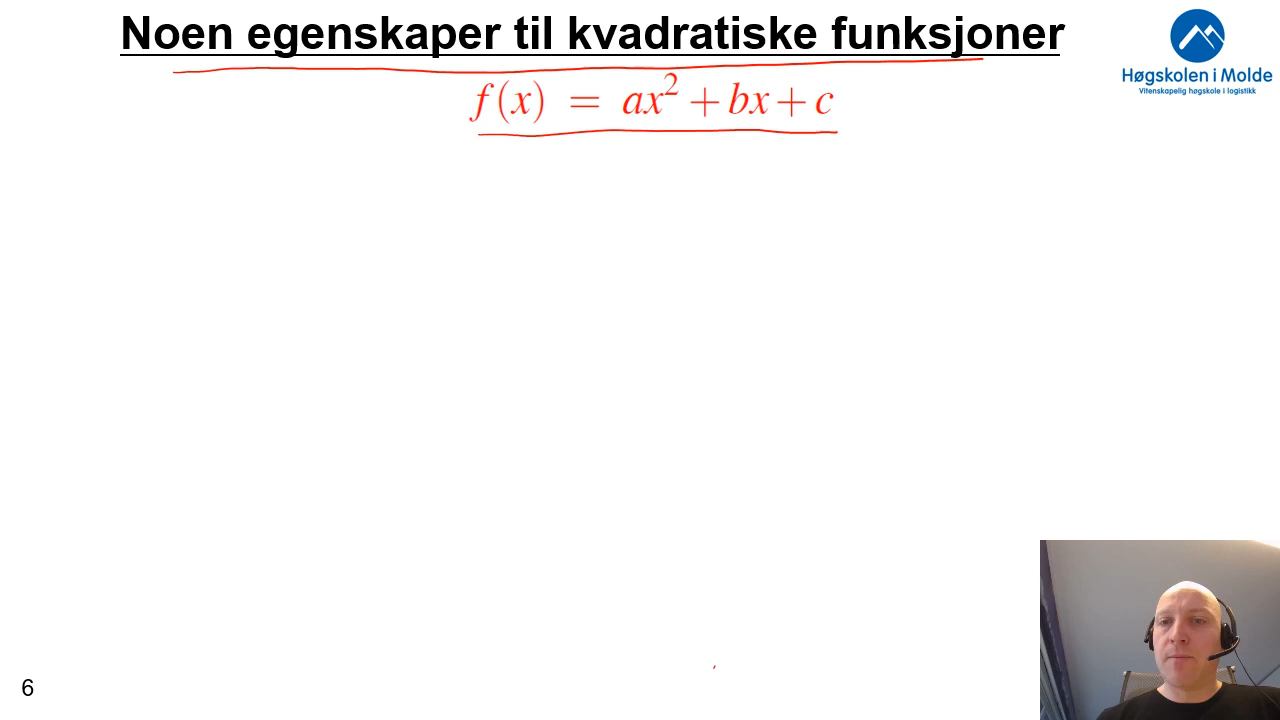 Noen egenskaper til kvadratiske funksjoner
Høgskolen i Molde
Vitenskapelig høgskole i logistikk
f(x) = ax² + bx + c
6